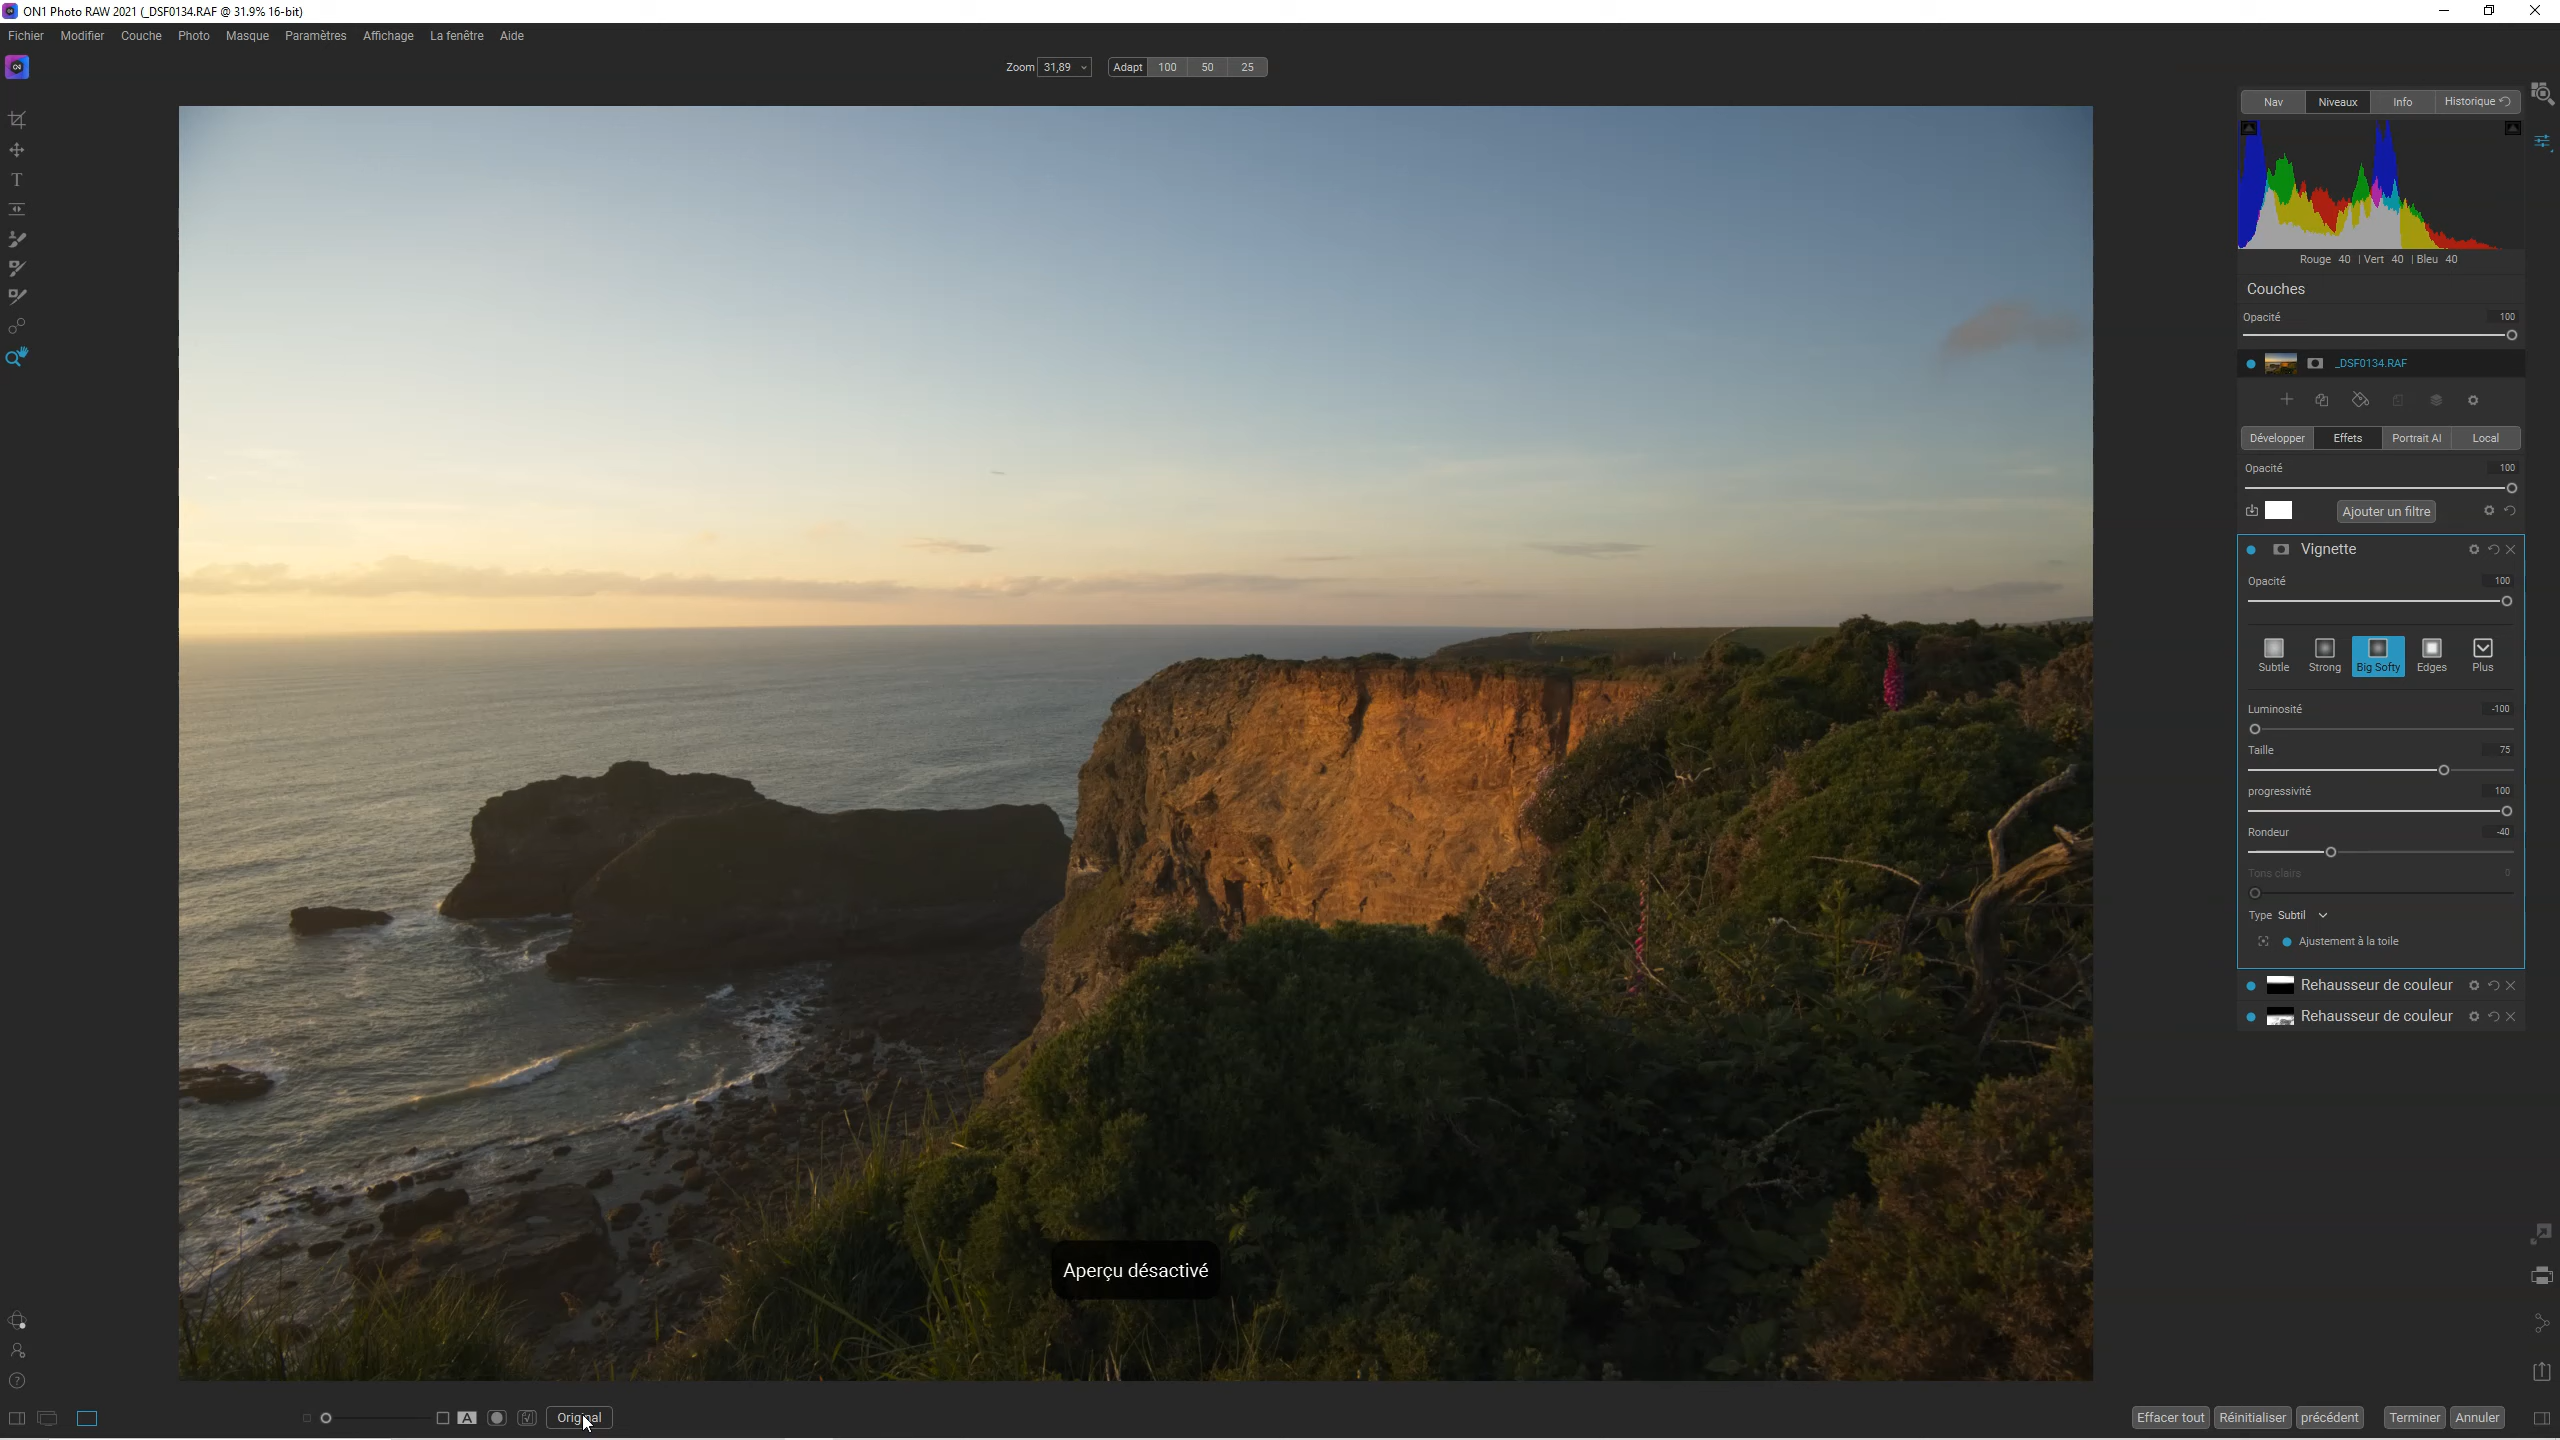 ON1 Photo RAW 2021 (_DSF0134.RAF @ 31.9% 16-bit)
Fichier Modifier Couche Photo Masque Paramètres Affichage La fenêtre Aide
Zoom 31,89 Adapt 100 50 25
Nav Niveaux Info Historique
Rouge 40 | Vert 40 | Bleu 40
Couches
Opacité 100
_DSF0134.RAF
Développer Effets Portrait AI Local
Opacité 100
Ajouter un filtre
Vignette
Opacité 100
Subtle Strong Big Softy Edges Plus
Luminosité -100
Taille 75
progressivité 100
Rondeur -40
Tons clairs 0
Type Subtil
Ajustement à la toile
Rehausseur de couleur
Rehausseur de couleur
Aperçu désactivé
A Original
Effacer tout Réinitialiser précédent Terminer Annuler